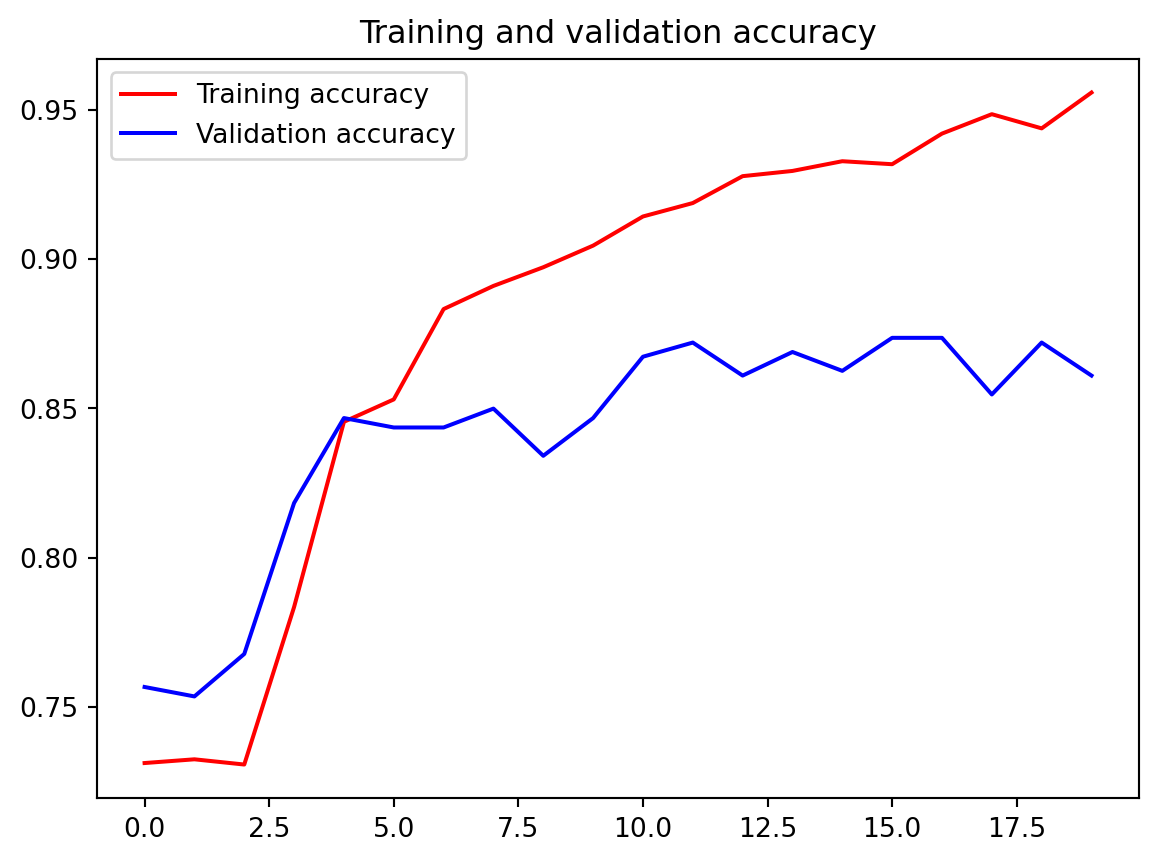 Training and validation accuracy
Training accuracy
Validation accuracy
0.95
0.90
0.85
0.80
0.75
0.0 2.5 5.0 7.5 10.0 12.5 15.0 17.5